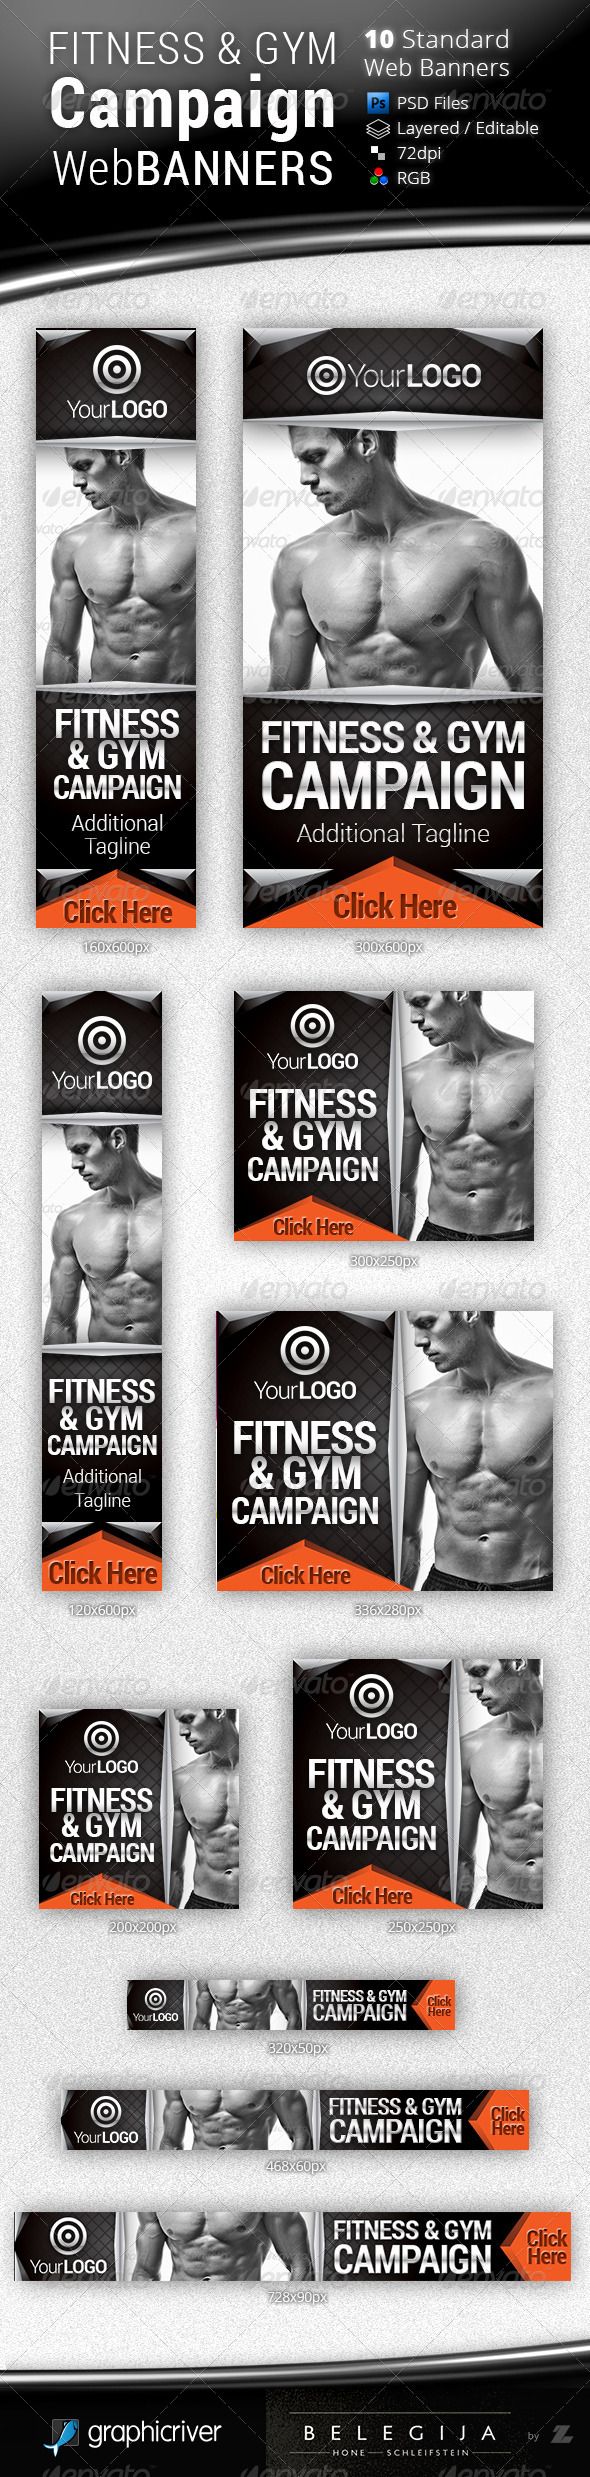 FITNESS & GYM
Campaign
WebBANNERS
10 Standard
Web Banners
Ps PSD Files
Layered / Editable
72dpi
RGB
YourLOGO
FITNESS
& GYM
CAMPAIGN
Additional
Tagline
Click Here
160x600px
YourLOGO
FITNESS & GYM
CAMPAIGN
Additional Tagline
Click Here
300x600px
YourLOGO
FITNESS
& GYM
CAMPAIGN
Additional
Tagline
Click Here
120x600px
YourLOGO
FITNESS
& GYM
CAMPAIGN
Click Here
300x250px
YourLOGO
FITNESS
& GYM
CAMPAIGN
Click Here
336x280px
YourLOGO
FITNESS
& GYM
CAMPAIGN
Click Here
200x200px
YourLOGO
FITNESS
& GYM
CAMPAIGN
Click Here
250x250px
YourLOGO
FITNESS & GYM
CAMPAIGN
Click
Here
320x50px
YourLOGO
FITNESS & GYM
CAMPAIGN
Click
Here
468x60px
YourLOGO
FITNESS & GYM
CAMPAIGN
Click
Here
728x90px
graphicriver
BELEGIJA
HONE SCHLEIFSTEIN
by Z
envato